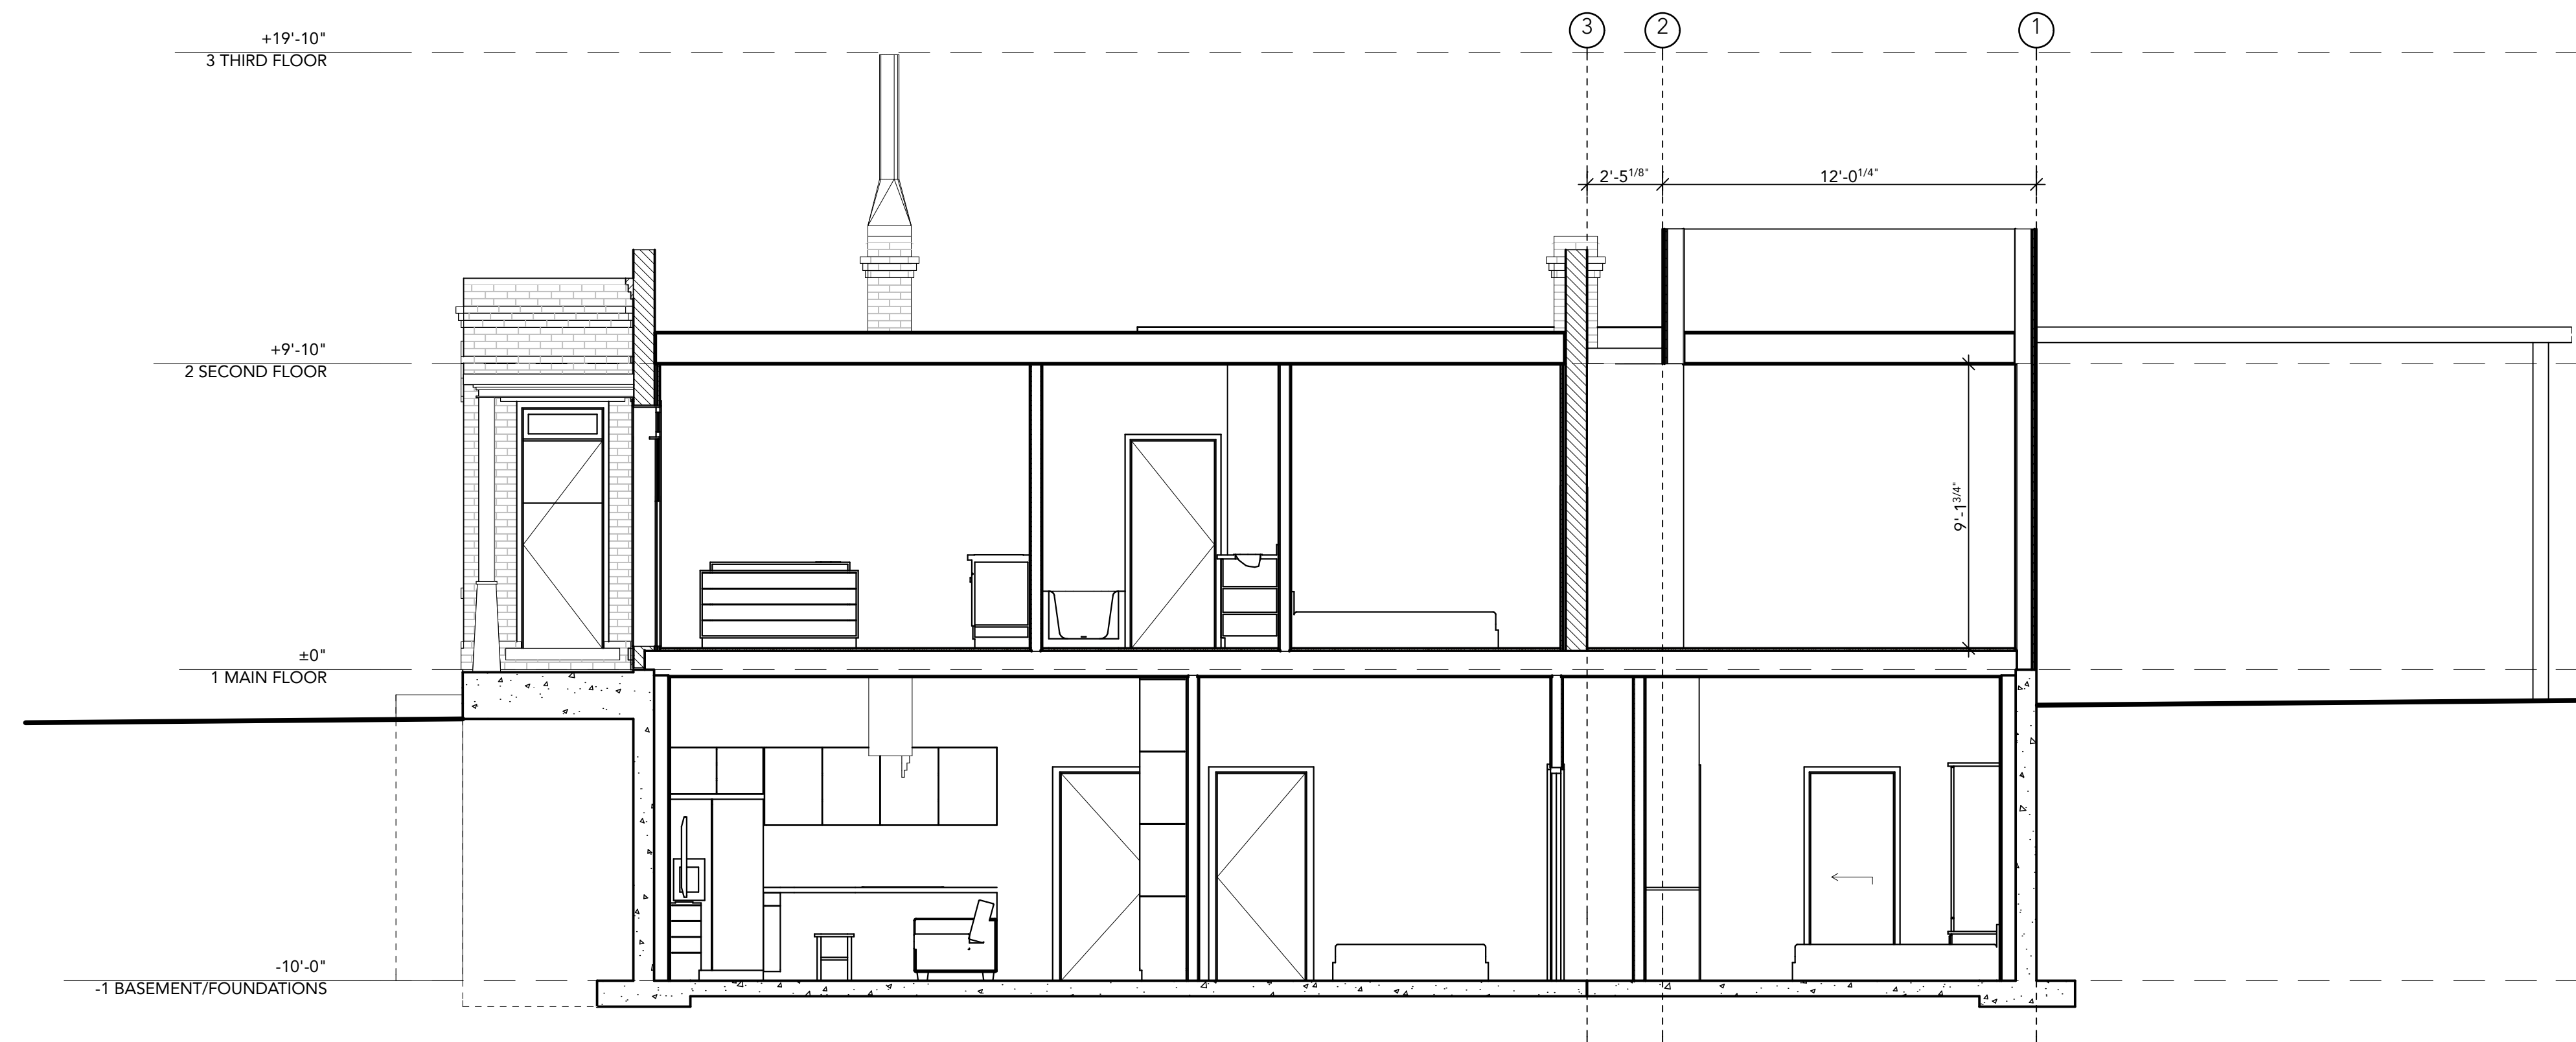 3 2 1
+19'-10"
3 THIRD FLOOR
2'-5 1/8" 12'-0 1/4"
+9'-10"
2 SECOND FLOOR
9'-1 3/4"
±0"
1 MAIN FLOOR
-10'-0"
-1 BASEMENT/FOUNDATIONS